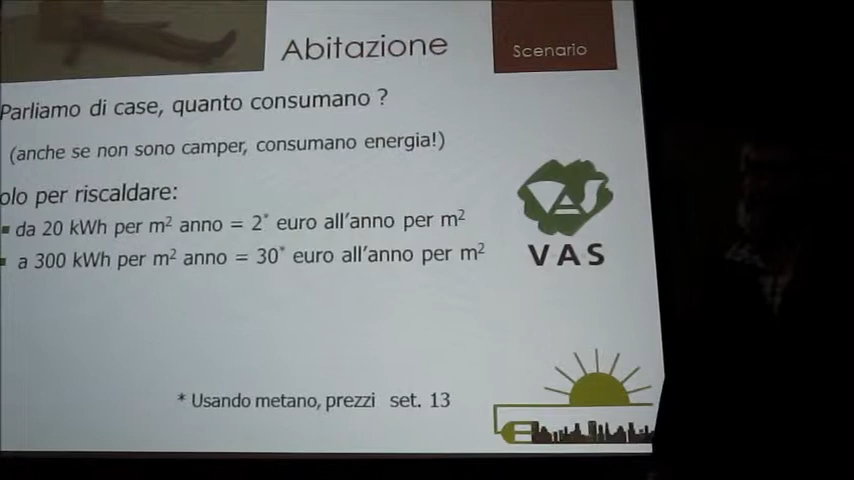 Abitazione
Scenario
Parliamo di case, quanto consumano ?
(anche se non sono camper, consumano energia!)
olo per riscaldare:
da 20 kWh per m² anno = 2* euro all'anno per m²
a 300 kWh per m² anno = 30* euro all'anno per m²
VAS
VAS
* Usando metano, prezzi set. 13